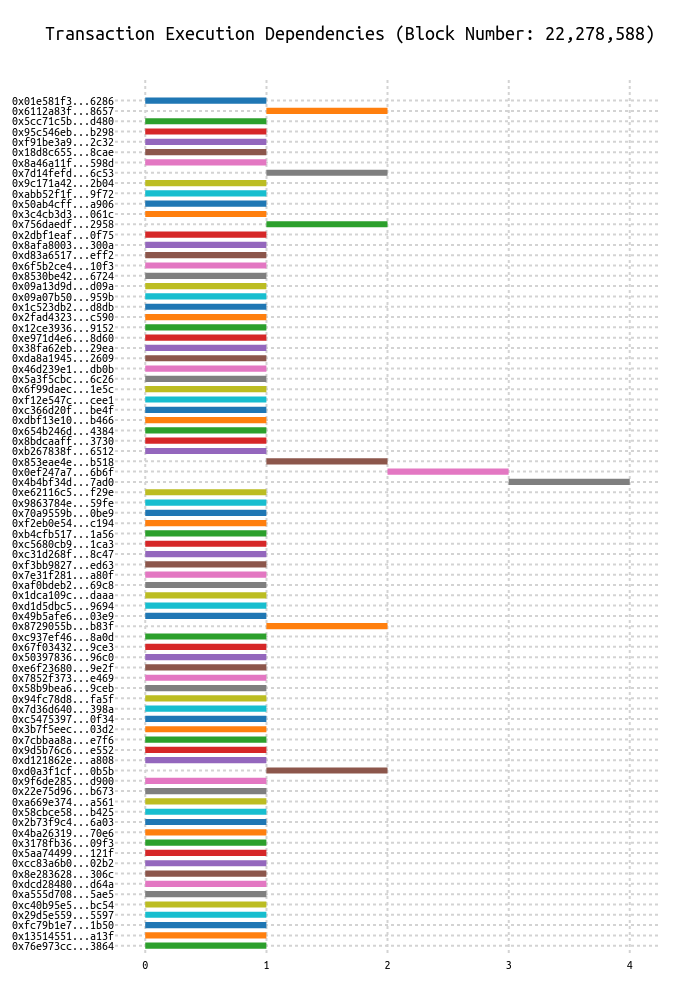 Transaction Execution Dependencies (Block Number: 22,278,588)
0x01e581f3...6286
0x6112a83f...8657
0x5cc71c5b...d480
0x95c546eb...b298
0xf91be3a9...2c32
0x18d8c655...8cae
0x8a46a11f...598d
0x7d14fefd...6c53
0x9c171a42...2b04
0xabb52f1f...9f72
0x50ab4cff...a906
0x3c4cb3d3...061c
0x756daedf...2958
0x2dbf1eaf...0f75
0x8afa8003...300a
0xd83a6517...eff2
0x6f5b2ce4...10f3
0x8530be42...6724
0x09a13d9d...d09a
0x09a07b50...959b
0x1c523db2...d8db
0x2fad4323...c590
0x12ce3936...9152
0xe971d4e6...8d60
0x38fa62eb...29ea
0xda8a1945...2609
0x46d239e1...db0b
0x5a3f5cbc...6c26
0x6f99daec...1e5c
0xf12e547c...cee1
0xc366d20f...be4f
0xdbf13e10...b466
0x654b246d...4384
0x8bdcaaff...3730
0xb267838f...6512
0x853eae4e...b518
0x0ef247a7...6b6f
0x4b4bf34d...7ad0
0xe62116c5...f29e
0x9863784e...59fe
0x70a9559b...0be9
0xf2eb0e54...c194
0xb4cfb517...1a56
0xc5680cb9...1ca3
0xc31d268f...8c47
0xf3bb9827...ed63
0x7e31f281...a80f
0xaf0bdeb2...69c8
0x1dca109c...daaa
0xd1d5dbc5...9694
0x49b5afe6...03e9
0x8729055b...b83f
0xc937ef46...8a0d
0x67f03432...9ce3
0x50397836...96c0
0xe6f23680...9e2f
0x7852f373...e469
0x58b9bea6...9ceb
0x94fc78d8...fa5f
0x7d36d640...398a
0xc5475397...0f34
0x3b7f5eec...03d2
0x7cbbaa8a...e7f6
0x9d5b76c6...e552
0xd121862e...a808
0xd0a3f1cf...0b5b
0x9f6de285...d900
0x22e75d96...b673
0xa669e374...a561
0x58cbce58...b425
0x2b73f9c4...6a03
0x4ba26319...70e6
0x3178fb36...09f3
0x5aa74499...121f
0xcc83a6b0...02b2
0x8e283628...306c
0xdcd28480...d64a
0xa555d708...5ae5
0xc40b95e5...bc54
0x29d5e559...5597
0xfc79b1e7...1b50
0x13514551...a13f
0x76e973cc...3864
0 1 2 3 4